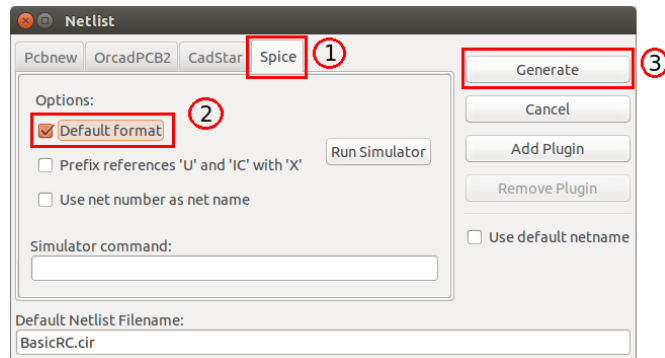 Netlist
Pcbnew OrcadPCB2 CadStar Spice 1
Generate 3
Options:
2
Cancel
Default format
Add Plugin
Run Simulator
Prefix references 'U' and 'IC' with 'X'
Remove Plugin
Use net number as net name
Use default netname
Simulator command:
Default Netlist Filename:
BasicRC.cir